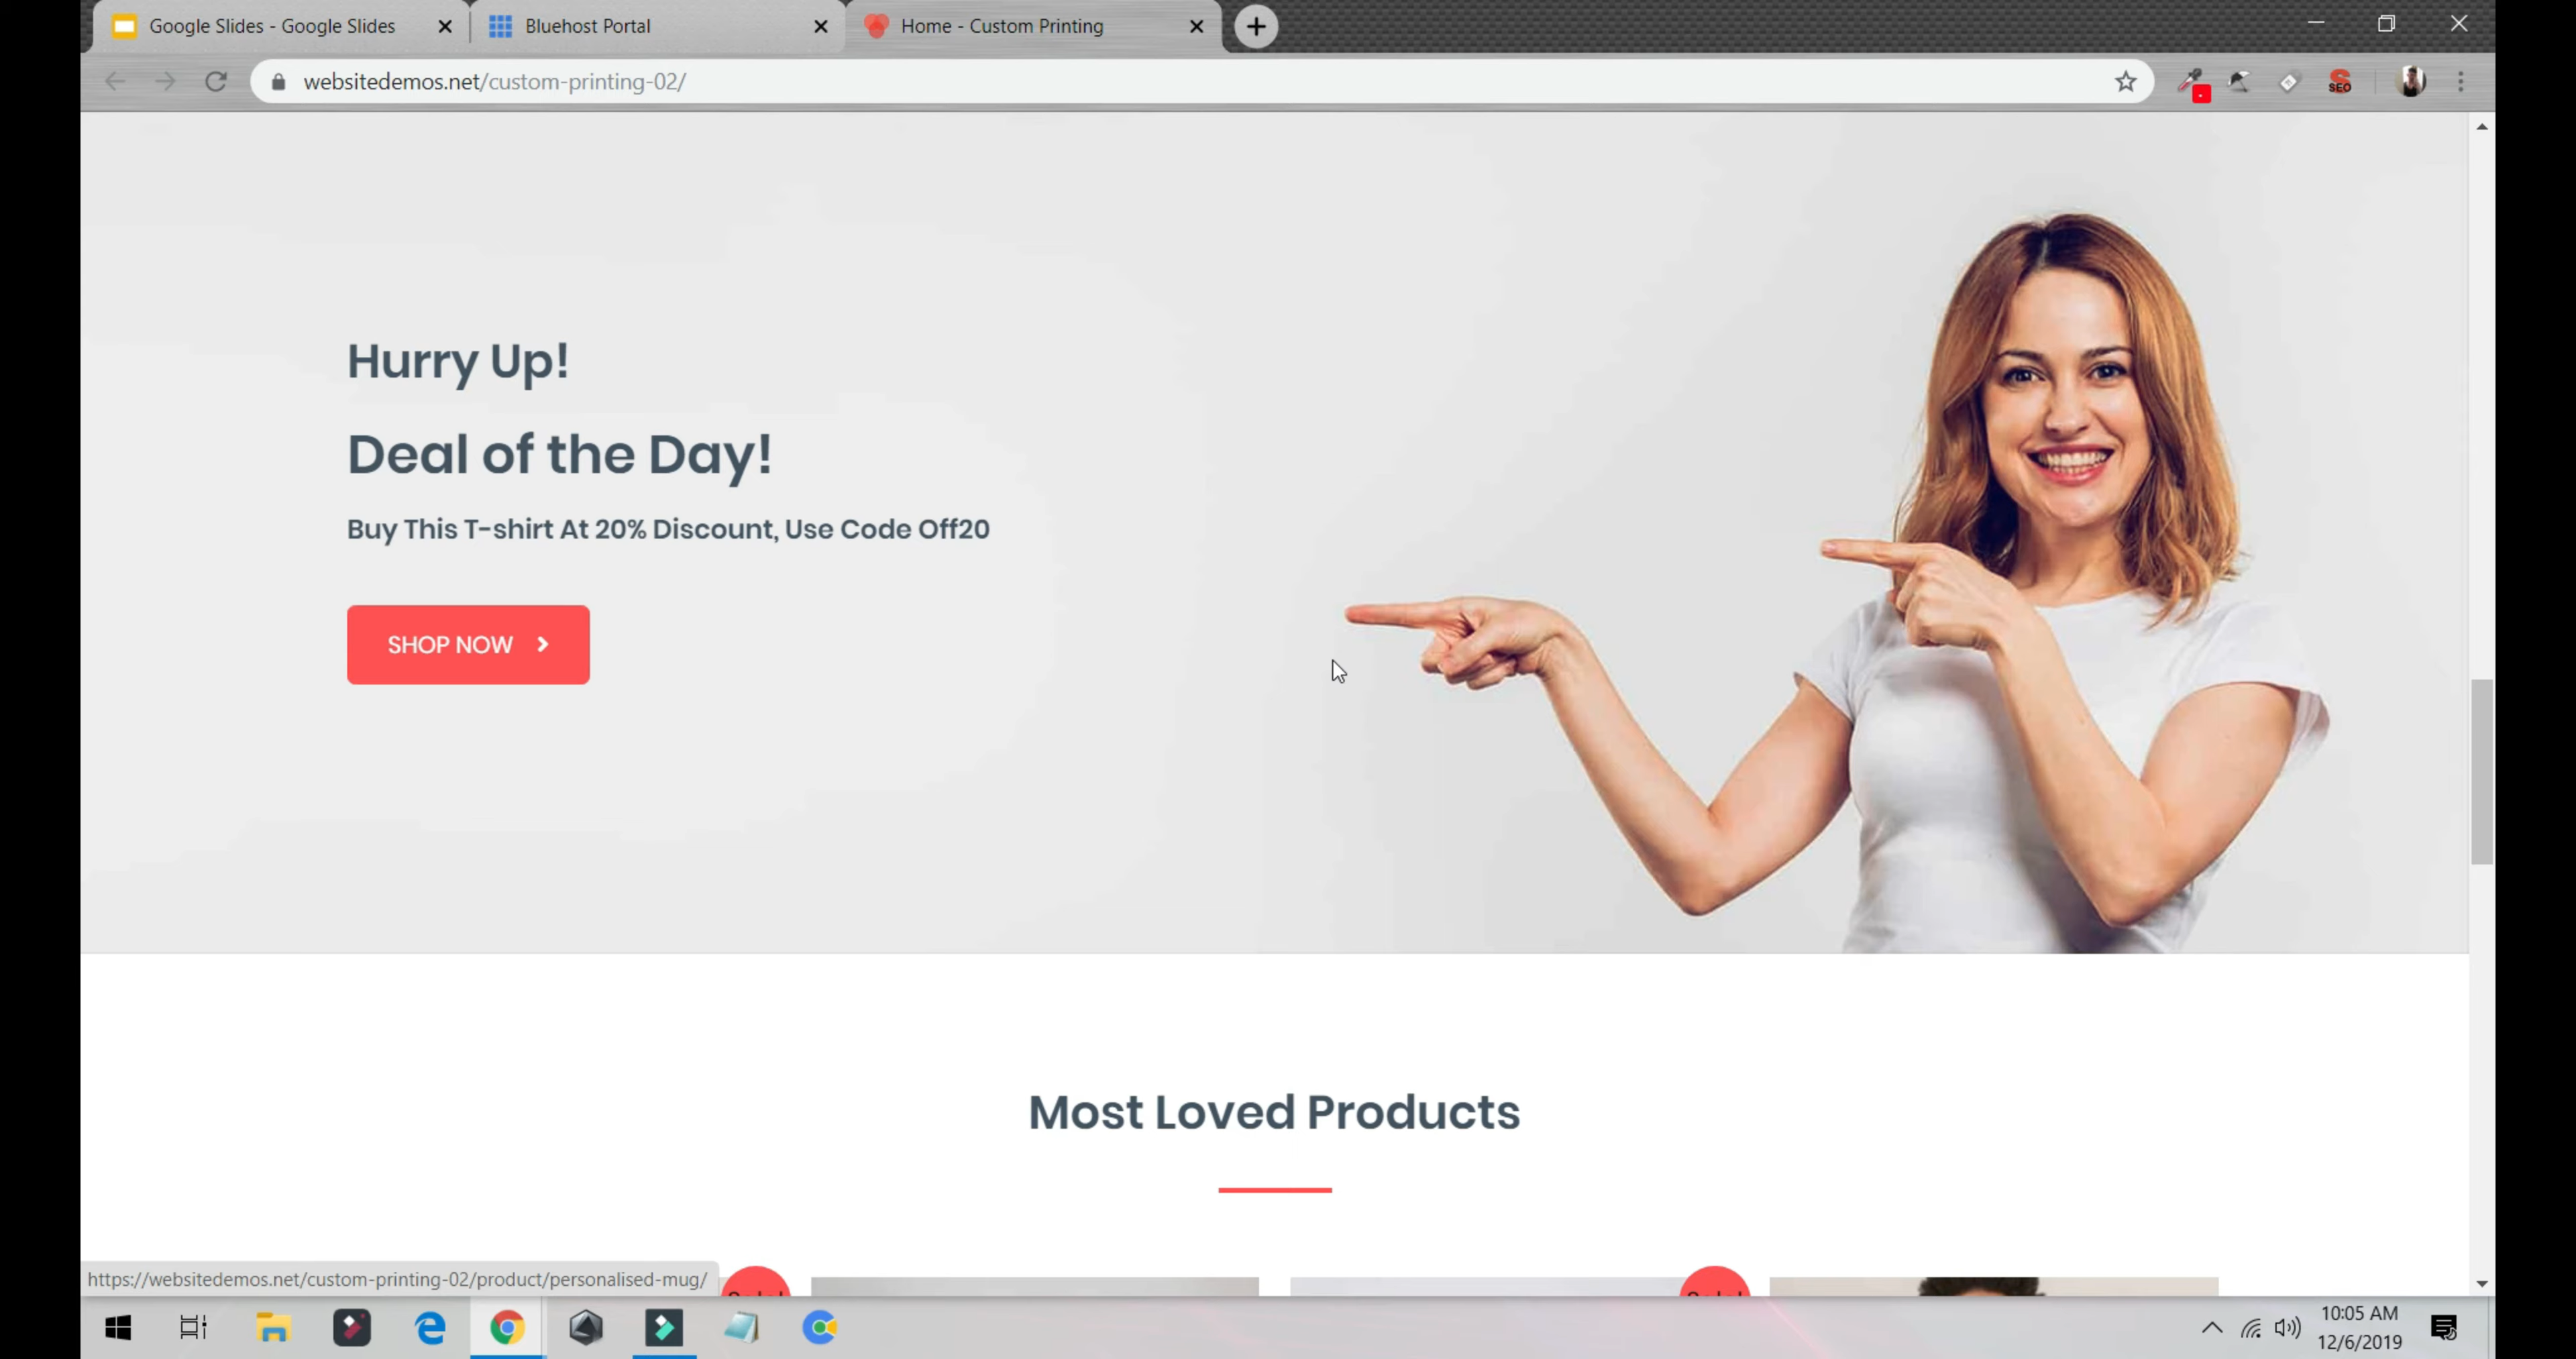 Google Slides - Google Slides
Bluehost Portal
Home - Custom Printing
websitedemos.net/custom-printing-02/
SEO
Hurry Up!
Deal of the Day!
Buy This T-shirt At 20% Discount, Use Code Off20
SHOP NOW
Most Loved Products
https://websitedemos.net/custom-printing-02/product/personalised-mug/
10:05 AM
12/6/2019